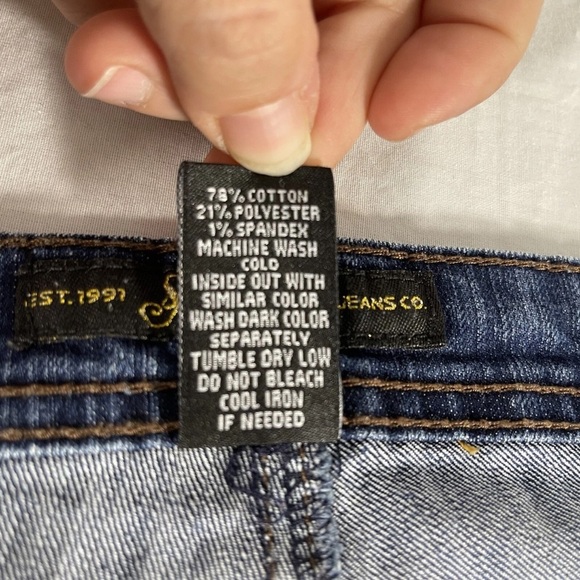 78% COTTON
21% POLYESTER
1% SPANDEX
MACHINE WASH
COLD
INSIDE OUT WITH
SIMILAR COLOR
WASH DARK COLOR
SEPARATELY
TUMBLE DRY LOW
DO NOT BLEACH
COOL IRON
IF NEEDED
EST. 1991
JEANS CO.